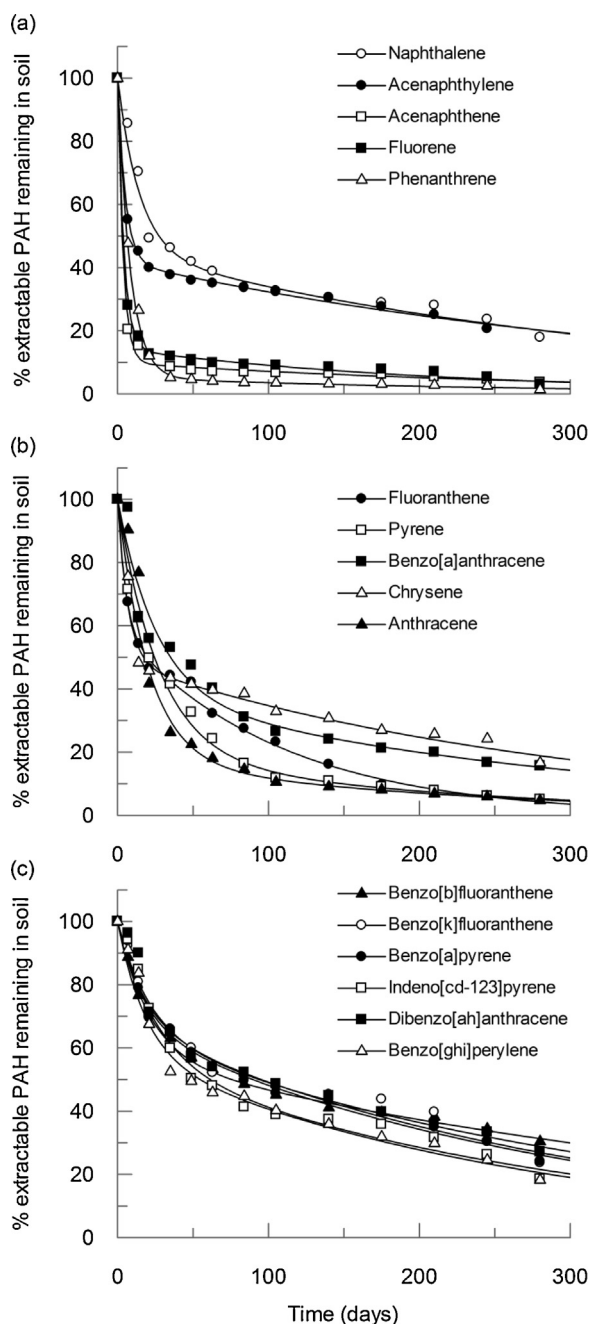 (a)
% extractable PAH remaining in soil
100
80
60
40
20
0
0
100
200
300
Naphthalene
Acenaphthylene
Acenaphthene
Fluorene
Phenanthrene
(b)
% extractable PAH remaining in soil
100
80
60
40
20
0
0
100
200
300
Fluoranthene
Pyrene
Benzo[a]anthracene
Chrysene
Anthracene
(c)
% extractable PAH remaining in soil
100
80
60
40
20
0
0
100
200
300
Benzo[b]fluoranthene
Benzo[k]fluoranthene
Benzo[a]pyrene
Indeno[cd-123]pyrene
Dibenzo[ah]anthracene
Benzo[ghi]perylene
Time (days)